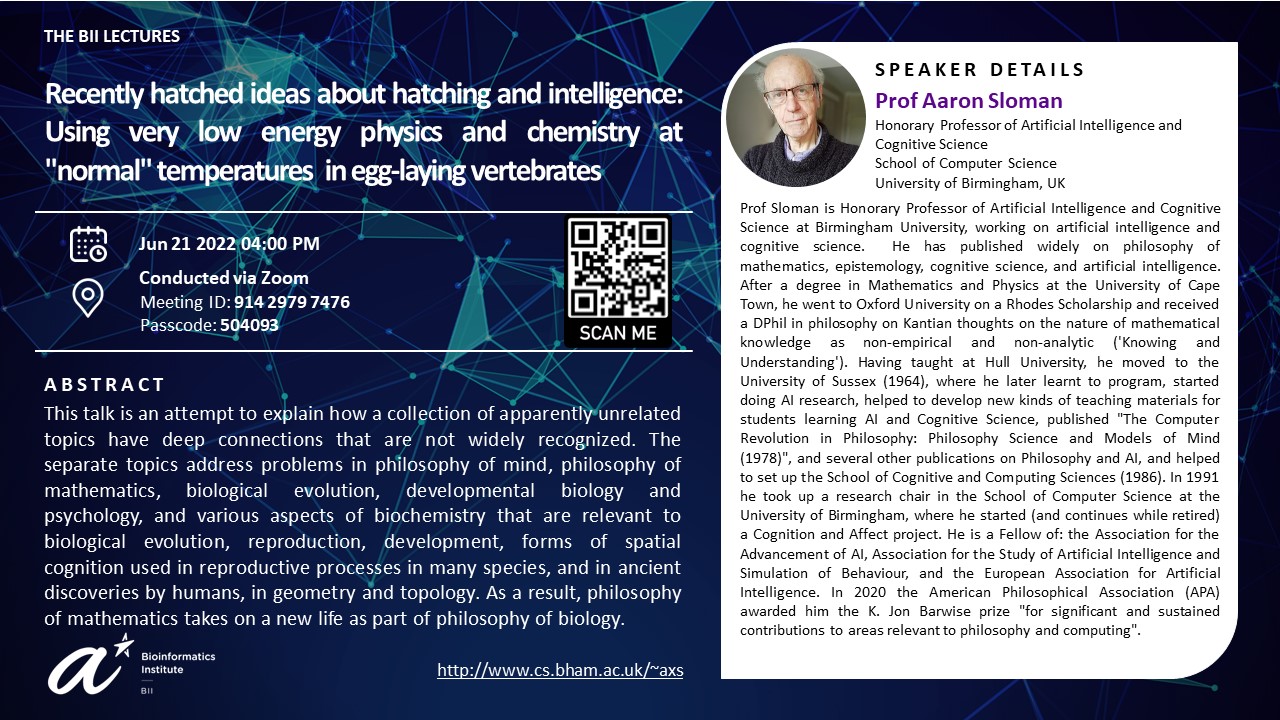 THE BII LECTURES
Recently hatched ideas about hatching and intelligence:
Using very low energy physics and chemistry at
"normal" temperatures in egg-laying vertebrates
Jun 21 2022 04:00 PM
Conducted via Zoom
Meeting ID: 914 2979 7476
Passcode: 504093
SCAN ME
ABSTRACT
This talk is an attempt to explain how a collection of apparently unrelated
topics have deep connections that are not widely recognized. The
separate topics address problems in philosophy of mind, philosophy of
mathematics, biological evolution, developmental biology and
psychology, and various aspects of biochemistry that are relevant to
biological evolution, reproduction, development, forms of spatial
cognition used in reproductive processes in many species, and in ancient
discoveries by humans, in geometry and topology. As a result, philosophy
of mathematics takes on a new life as part of philosophy of biology.
Bioinformatics
Institute
BII
http://www.cs.bham.ac.uk/~axs
SPEAKER DETAILS
Prof Aaron Sloman
Honorary Professor of Artificial Intelligence and
Cognitive Science
School of Computer Science
University of Birmingham, UK
Prof Sloman is Honorary Professor of Artificial Intelligence and Cognitive
Science at Birmingham University, working on artificial intelligence and
cognitive science. He has published widely on philosophy of
mathematics, epistemology, cognitive science, and artificial intelligence.
After a degree in Mathematics and Physics at the University of Cape
Town, he went to Oxford University on a Rhodes Scholarship and received
a DPhil in philosophy on Kantian thoughts on the nature of mathematical
knowledge as non-empirical and non-analytic ('Knowing and
Understanding'). Having taught at Hull University, he moved to the
University of Sussex (1964), where he later learnt to program, started
doing AI research, helped to develop new kinds of teaching materials for
students learning AI and Cognitive Science, published "The Computer
Revolution in Philosophy: Philosophy Science and Models of Mind
(1978)", and several other publications on Philosophy and AI, and helped
to set up the School of Cognitive and Computing Sciences (1986). In 1991
he took up a research chair in the School of Computer Science at the
University of Birmingham, where he started (and continues while retired)
a Cognition and Affect project. He is a Fellow of: the Association for the
Advancement of AI, Association for the Study of Artificial Intelligence and
Simulation of Behaviour, and the European Association for Artificial
Intelligence. In 2020 the American Philosophical Association (APA)
awarded him the K. Jon Barwise prize "for significant and sustained
contributions to areas relevant to philosophy and computing".